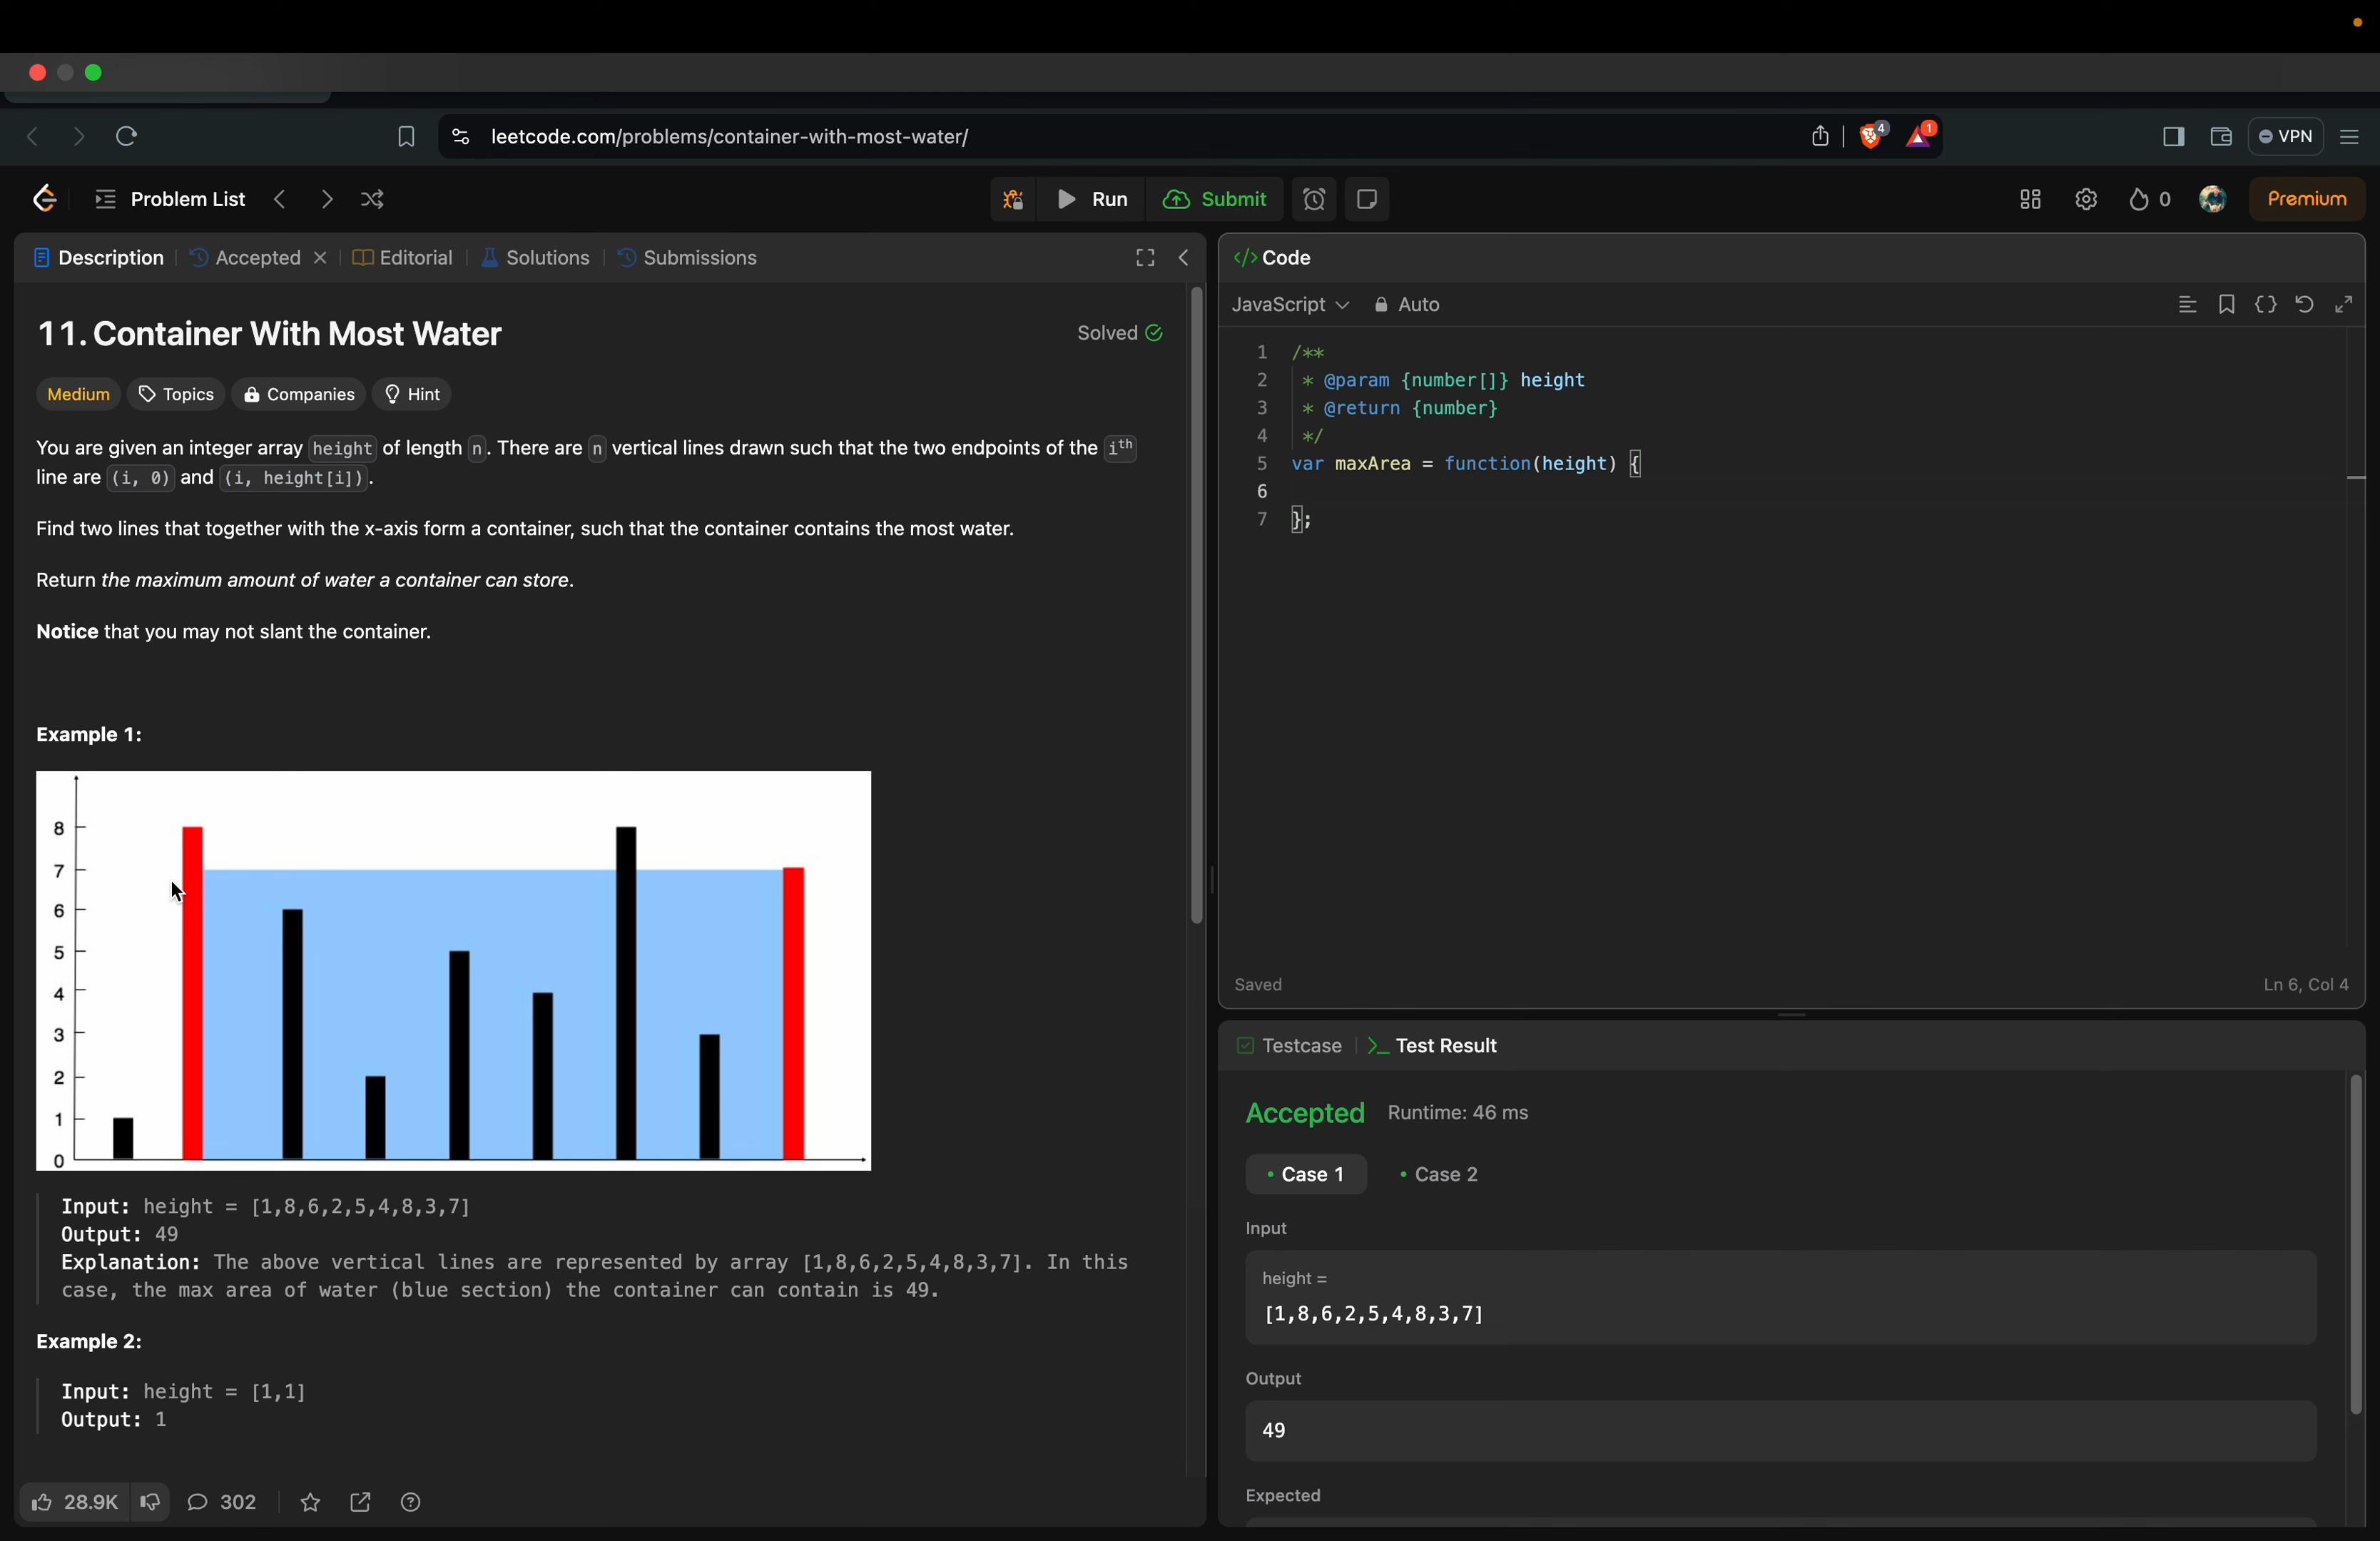 leetcode.com/problems/container-with-most-water/
4
1
VPN
Problem List
Run
Submit
0
Premium
Description
Accepted
Editorial
Solutions
Submissions
11. Container With Most Water
Solved
Medium
Topics
Companies
Hint
You are given an integer array height of length n. There are n vertical lines drawn such that the two endpoints of the ith
line are (i, 0) and (i, height[i]).
Find two lines that together with the x-axis form a container, such that the container contains the most water.
Return the maximum amount of water a container can store.
Notice that you may not slant the container.
Example 1:
8
7
6
5
4
3
2
1
0
Input: height = [1,8,6,2,5,4,8,3,7]
Output: 49
Explanation: The above vertical lines are represented by array [1,8,6,2,5,4,8,3,7]. In this
case, the max area of water (blue section) the container can contain is 49.
Example 2:
Input: height = [1,1]
Output: 1
28.9K
302
</> Code
JavaScript
Auto
1 /**
2 * @param {number[]} height
3 * @return {number}
4 */
5 var maxArea = function(height) {
6
7 };
Saved
Ln 6, Col 4
Testcase
>_ Test Result
Accepted
Runtime: 46 ms
Case 1
Case 2
Input
height =
[1,8,6,2,5,4,8,3,7]
Output
49
Expected